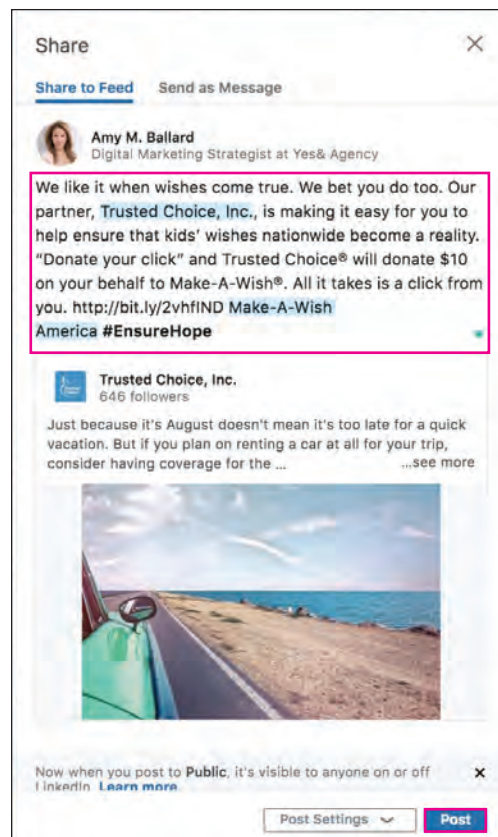 Share
Share to Feed Send as Message
Amy M. Ballard
Digital Marketing Strategist at Yes& Agency
We like it when wishes come true. We bet you do too. Our
partner, Trusted Choice, Inc., is making it easy for you to
help ensure that kids' wishes nationwide become a reality.
“Donate your click” and Trusted Choice® will donate $10
on your behalf to Make-A-Wish®. All it takes is a click from
you. http://bit.ly/2vhfIND Make-A-Wish
America #EnsureHope
Trusted Choice, Inc.
646 followers
Just because it's August doesn't mean it's too late for a quick
vacation. But if you plan on renting a car at all for your trip,
consider having coverage for the ... ...see more
Now when you post to Public, it's visible to anyone on or off
LinkedIn. Learn more.
Post Settings Post